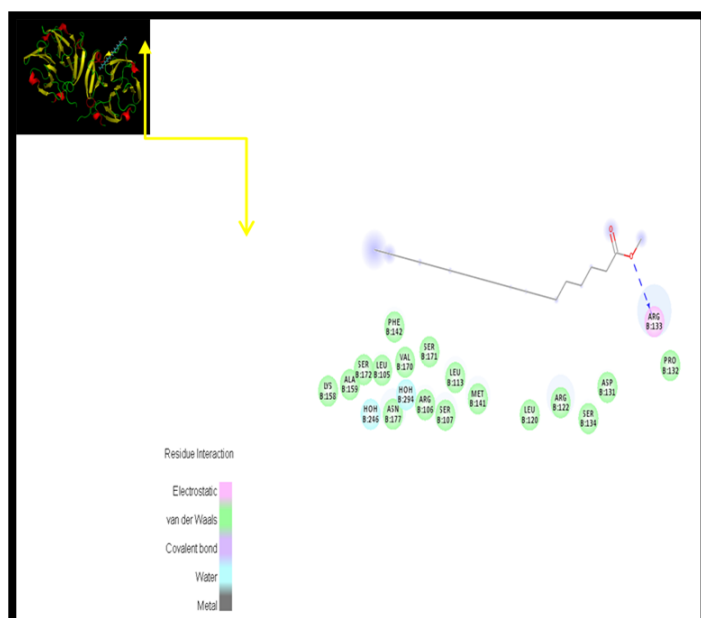 O
O
ARG
B:133
PHE
B:142
SER
B:171
VAL
B:170
SER
B:172
LEU
B:105
LEU
B:113
PRO
B:132
ALA
B:159
LYS
B:158
HOH
B:294
MET
B:141
ARG
B:106
ASP
B:131
ARG
B:122
HOH
B:246
ASN
B:177
SER
B:107
LEU
B:120
SER
B:134
Residue Interaction
Electrostatic
van der Waals
Covalent bond
Water
Metal